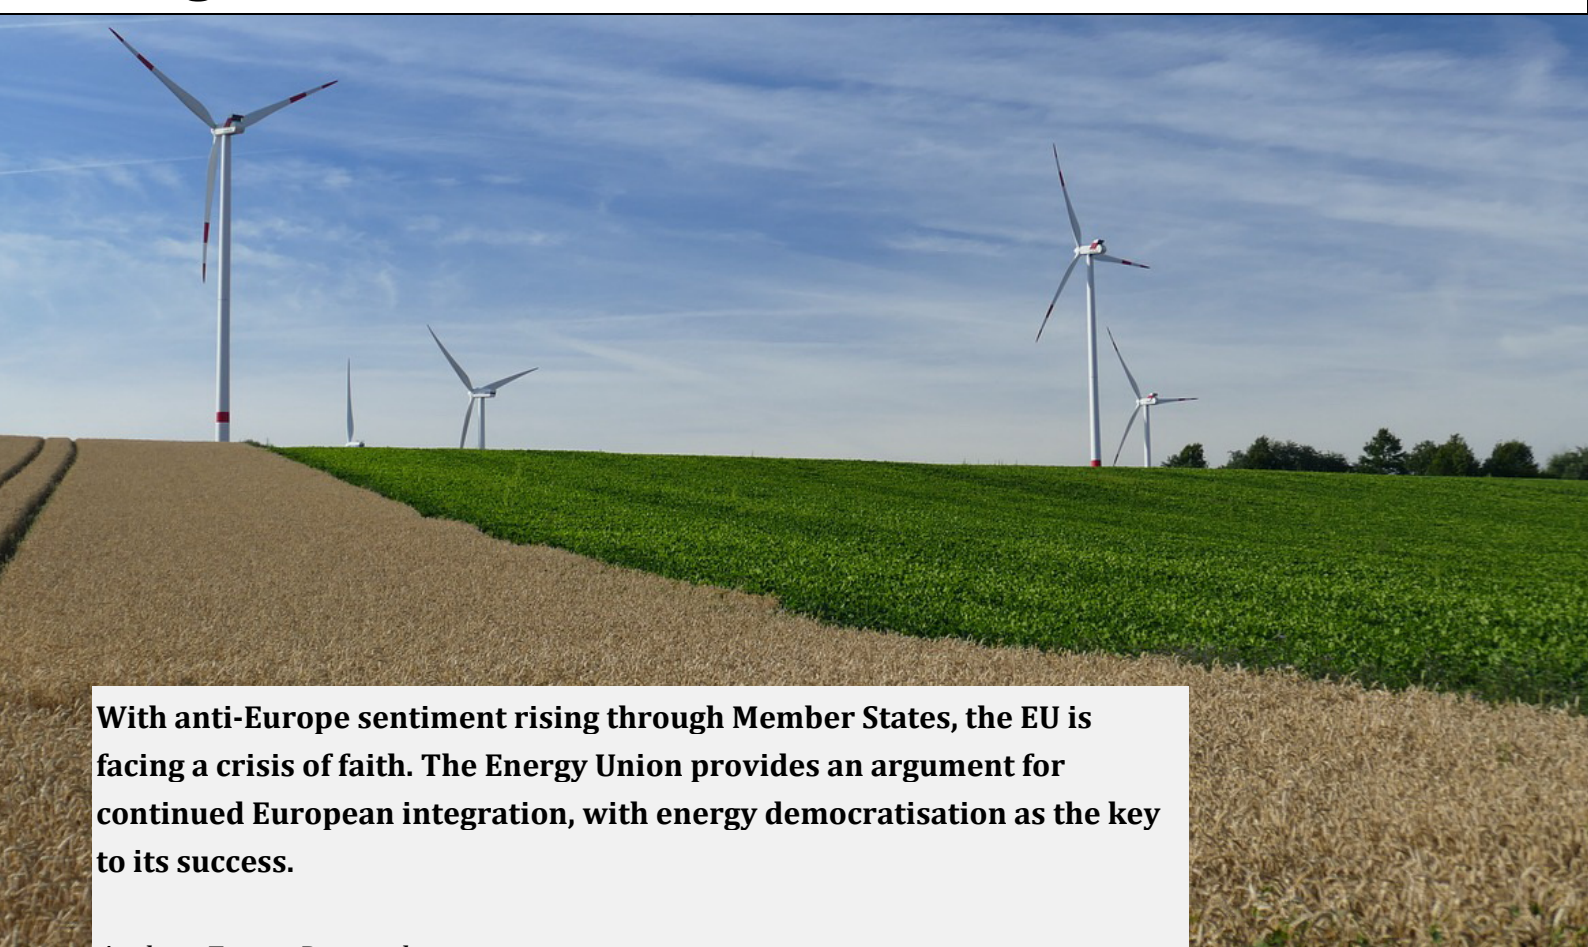 With anti-Europe sentiment rising through Member States, the EU is
facing a crisis of faith. The Energy Union provides an argument for
continued European integration, with energy democratisation as the key
to its success.